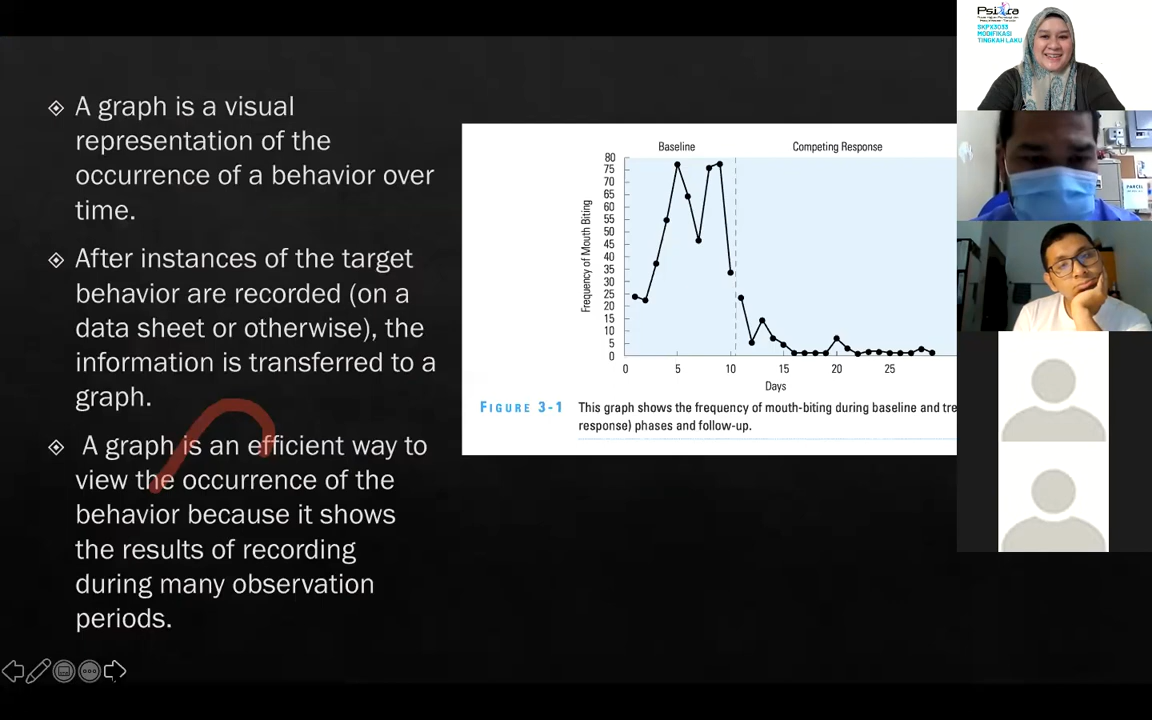 A graph is a visual
representation of the
occurrence of a behavior over
time.
After instances of the target
behavior are recorded (on a
data sheet or otherwise), the
information is transferred to a
graph.
A graph is an efficient way to
view the occurrence of the
behavior because it shows
the results of recording
during many observation
periods.
Baseline
Competing Response
Frequency of Mouth Biting
80
75
70
65
60
55
50
45
40
35
30
25
20
15
10
5
0
0 5 10 15 20 25
Days
FIGURE 3-1 This graph shows the frequency of mouth-biting during baseline and tre
response) phases and follow-up.
SKPX3033
MODIFIKASI
TINGKAH LAKU
PARCEL